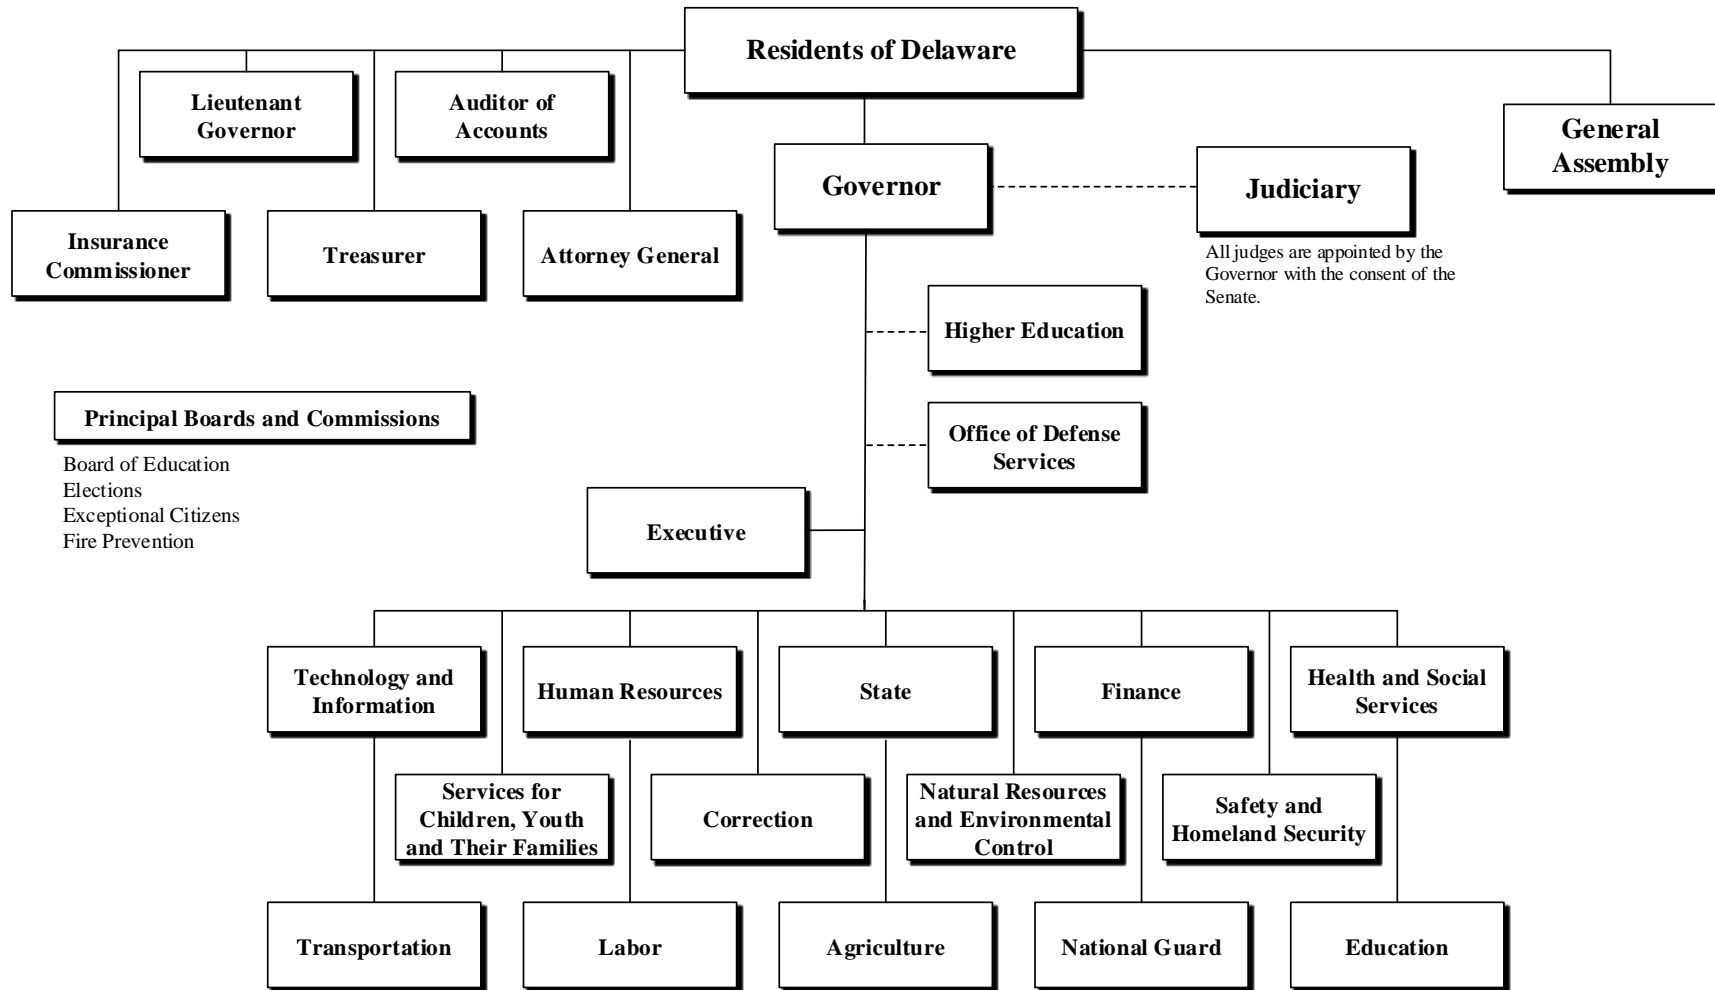 Residents of Delaware
Lieutenant
Governor
Auditor of
Accounts
General
Assembly
Governor
Judiciary
All judges are appointed by the
Governor with the consent of the
Senate.
Insurance
Commissioner
Treasurer
Attorney General
Higher Education
Principal Boards and Commissions
Board of Education
Elections
Exceptional Citizens
Fire Prevention
Office of Defense
Services
Executive
Technology and
Information
Human Resources
State
Finance
Health and Social
Services
Services for
Children, Youth
and Their Families
Correction
Natural Resources
and Environmental
Control
Safety and
Homeland Security
Transportation
Labor
Agriculture
National Guard
Education